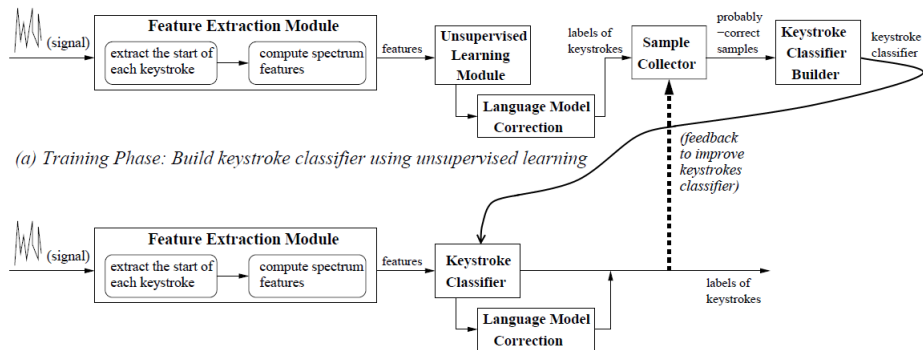 (signal)
Feature Extraction Module
extract the start of
each keystroke
compute spectrum
features
features
Unsupervised
Learning
Module
Language Model
Correction
labels of
keystrokes
Sample
Collector
probably
−correct
samples
Keystroke
Classifier
Builder
keystroke
classifier
(a) Training Phase: Build keystroke classifier using unsupervised learning
(feedback
to improve
keystrokes
classifier)
(signal)
Feature Extraction Module
extract the start of
each keystroke
compute spectrum
features
features
Keystroke
Classifier
Language Model
Correction
labels of
keystrokes